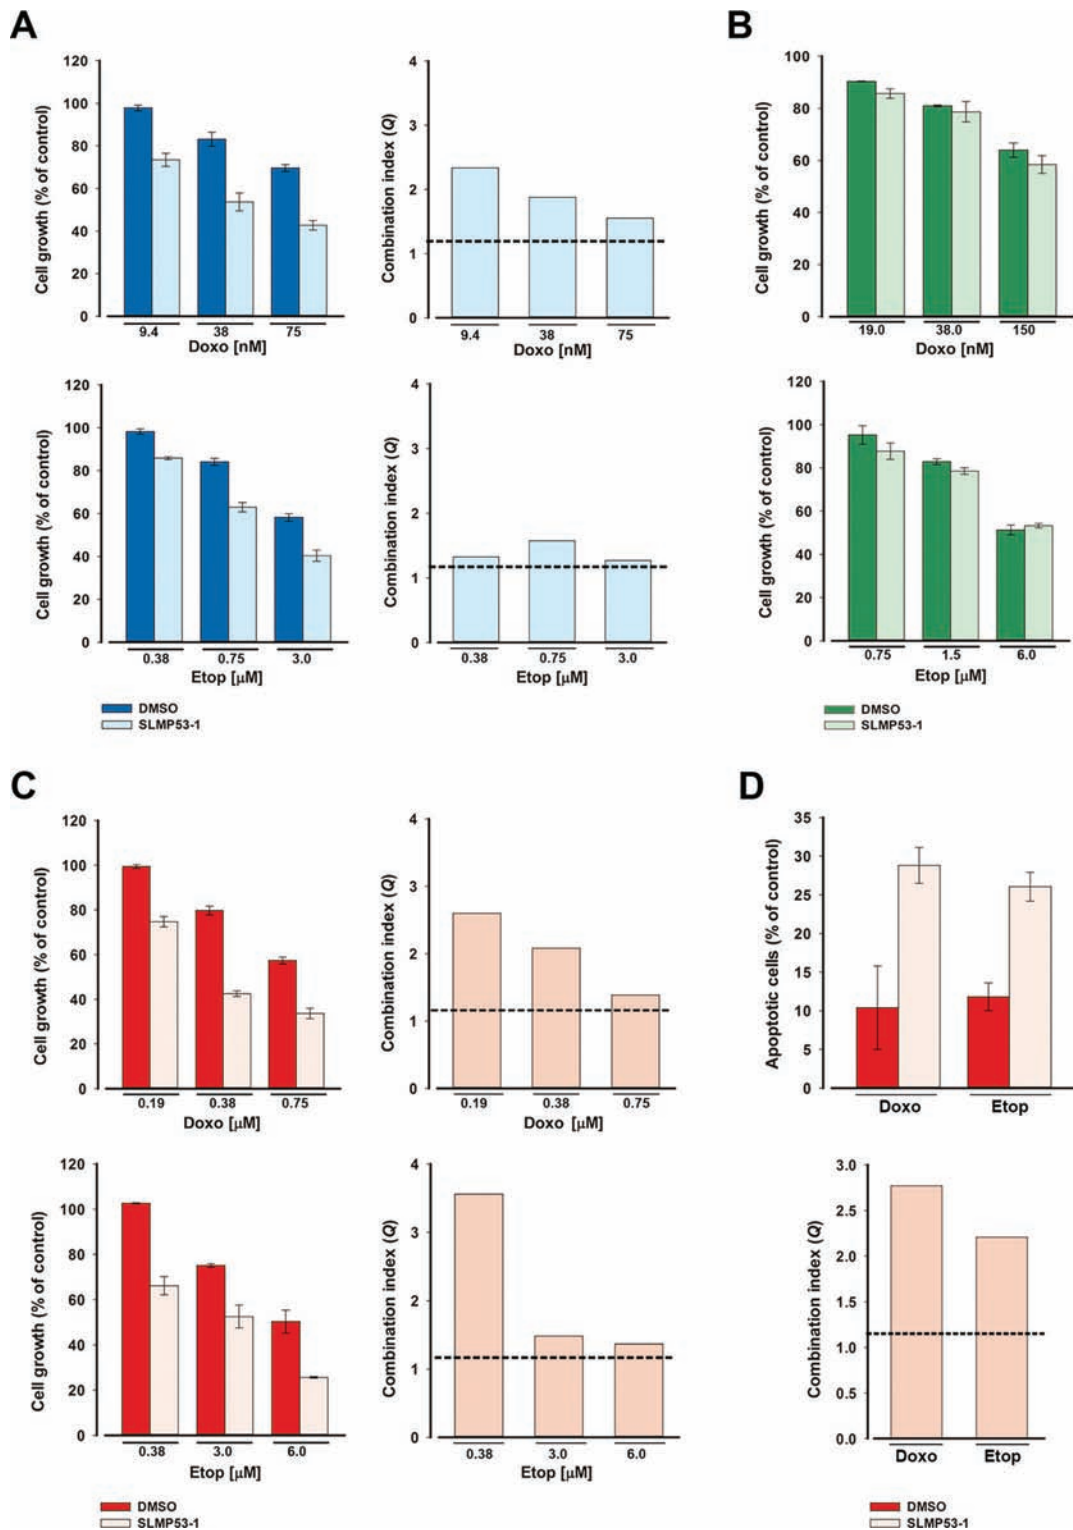 A
B
Cell growth (% of control)
120
100
80
60
40
20
0
9.4 38 75
Doxo [nM]
Combination index (Q)
4
3
2
1
0
9.4 38 75
Doxo [nM]
Cell growth (% of control)
100
80
60
40
20
0
19.0 38.0 150
Doxo [nM]
Cell growth (% of control)
120
100
80
60
40
20
0
0.38 0.75 3.0
Etop [µM]
Combination index (Q)
4
3
2
1
0
0.38 0.75 3.0
Etop [µM]
Cell growth (% of control)
120
100
80
60
40
20
0
0.75 1.5 6.0
Etop [µM]
DMSO
SLMP53-1
DMSO
SLMP53-1
C
D
Cell growth (% of control)
120
100
80
60
40
20
0
0.19 0.38 0.75
Doxo [µM]
Combination index (Q)
4
3
2
1
0
0.19 0.38 0.75
Doxo [µM]
Apoptotic cells (% of control)
35
30
25
20
15
10
5
0
Doxo Etop
Cell growth (% of control)
120
100
80
60
40
20
0
0.38 3.0 6.0
Etop [µM]
Combination index (Q)
4
3
2
1
0
0.38 3.0 6.0
Etop [µM]
Combination index (Q)
3.0
2.5
2.0
1.5
1.0
0.5
0.0
Doxo Etop
DMSO
SLMP53-1
DMSO
SLMP53-1